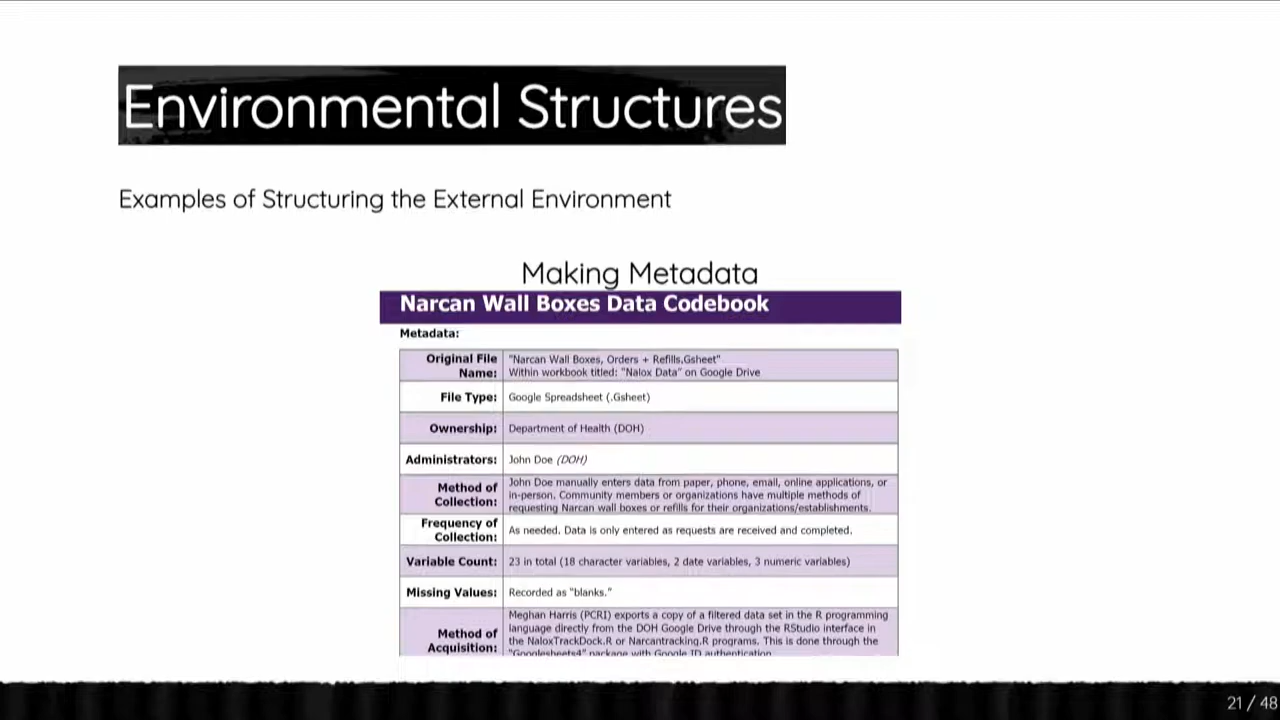 Environmental Structures
Examples of Structuring the External Environment
Making Metadata
Narcan Wall Boxes Data Codebook
Metadata:
Original File
Name:
"Narcan Wall Boxes, Orders + Refills.Gsheet"
Within workbook titled: "Nalox Data" on Google Drive
File Type:
Google Spreadsheet (.Gsheet)
Ownership:
Department of Health (DOH)
Administrators:
John Doe (DOH)
Method of
Collection:
John Doe manually enters data from paper, phone, email, online applications, or
in-person. Community members or organizations have multiple methods of
requesting Narcan wall boxes or refills for their organizations/establishments.
Frequency of
Collection:
As needed. Data is only entered as requests are received and completed.
Variable Count:
23 in total (18 character variables, 2 date variables, 3 numeric variables)
Missing Values:
Recorded as "blanks."
Method of
Acquisition:
Meghan Harris (PCRI) exports a copy of a filtered data set in the R programming
language directly from the DOH Google Drive through the RStudio interface in
the NaloxTrackDock.R or Narcantracking.R programs. This is done through the
"Googlesheets4" package with Google ID authentication
21 / 48